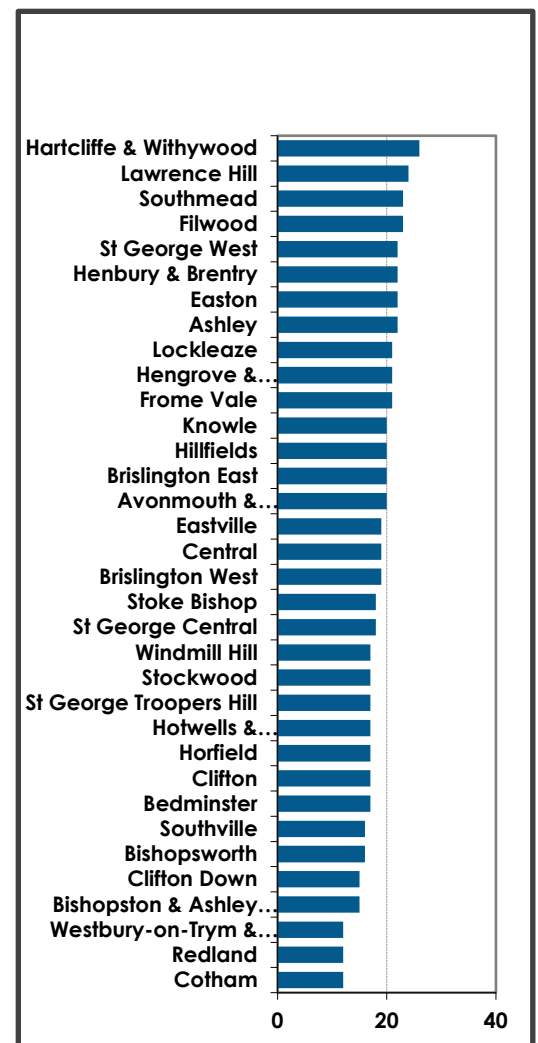 Hartcliffe & Withywood
Lawrence Hill
Southmead
Filwood
St George West
Henbury & Brentry
Easton
Ashley
Lockleaze
Hengrove &…
Frome Vale
Knowle
Hillfields
Brislington East
Avonmouth &…
Eastville
Central
Brislington West
Stoke Bishop
St George Central
Windmill Hill
Stockwood
St George Troopers Hill
Hotwells &…
Horfield
Clifton
Bedminster
Southville
Bishopsworth
Clifton Down
Bishopston & Ashley…
Westbury-on-Trym &…
Redland
Cotham
0 20 40